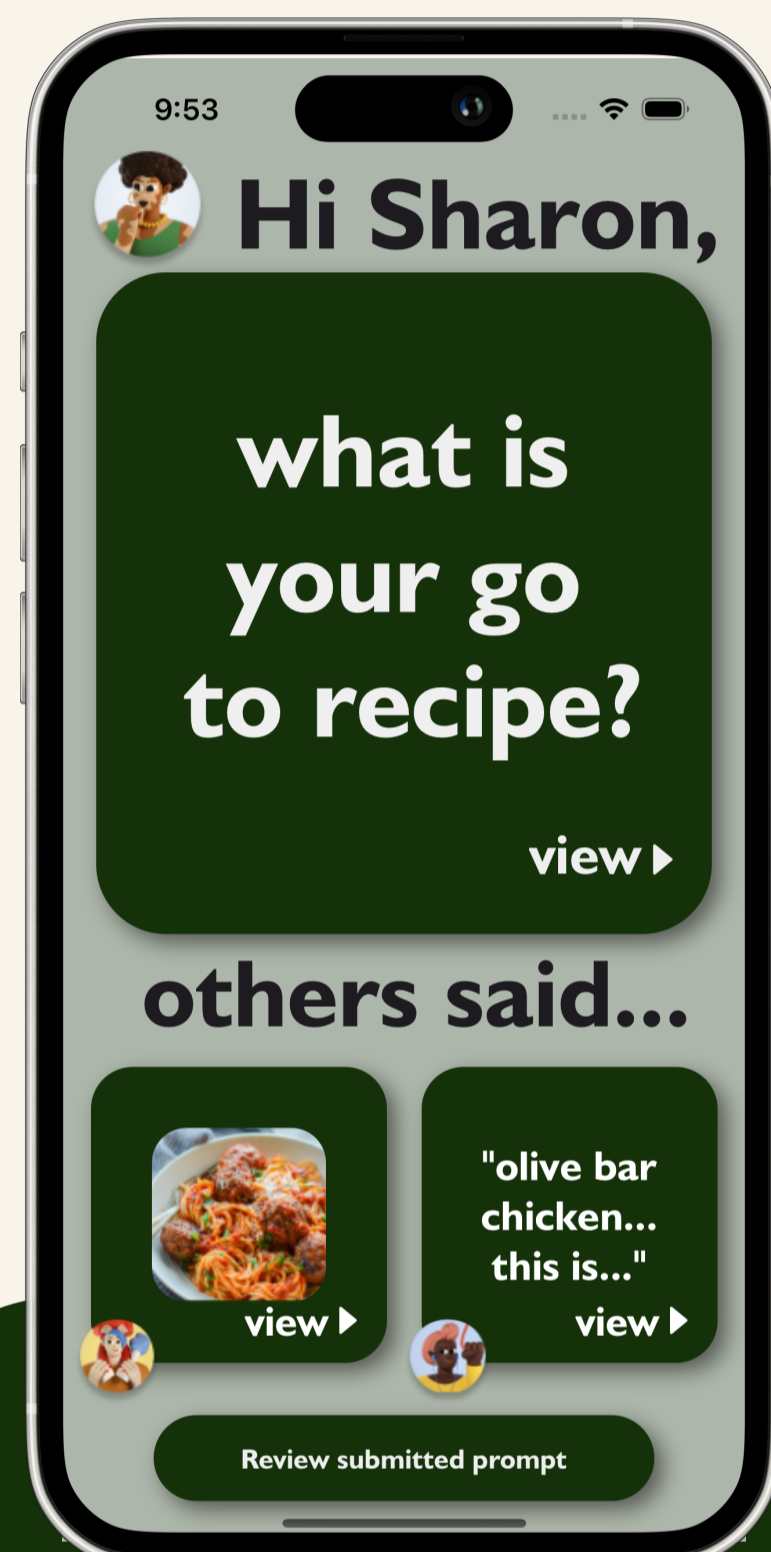 9:53
Hi Sharon,
what is
your go
to recipe?
view
others said...
view
"olive bar
chicken...
this is..."
view
Review submitted prompt